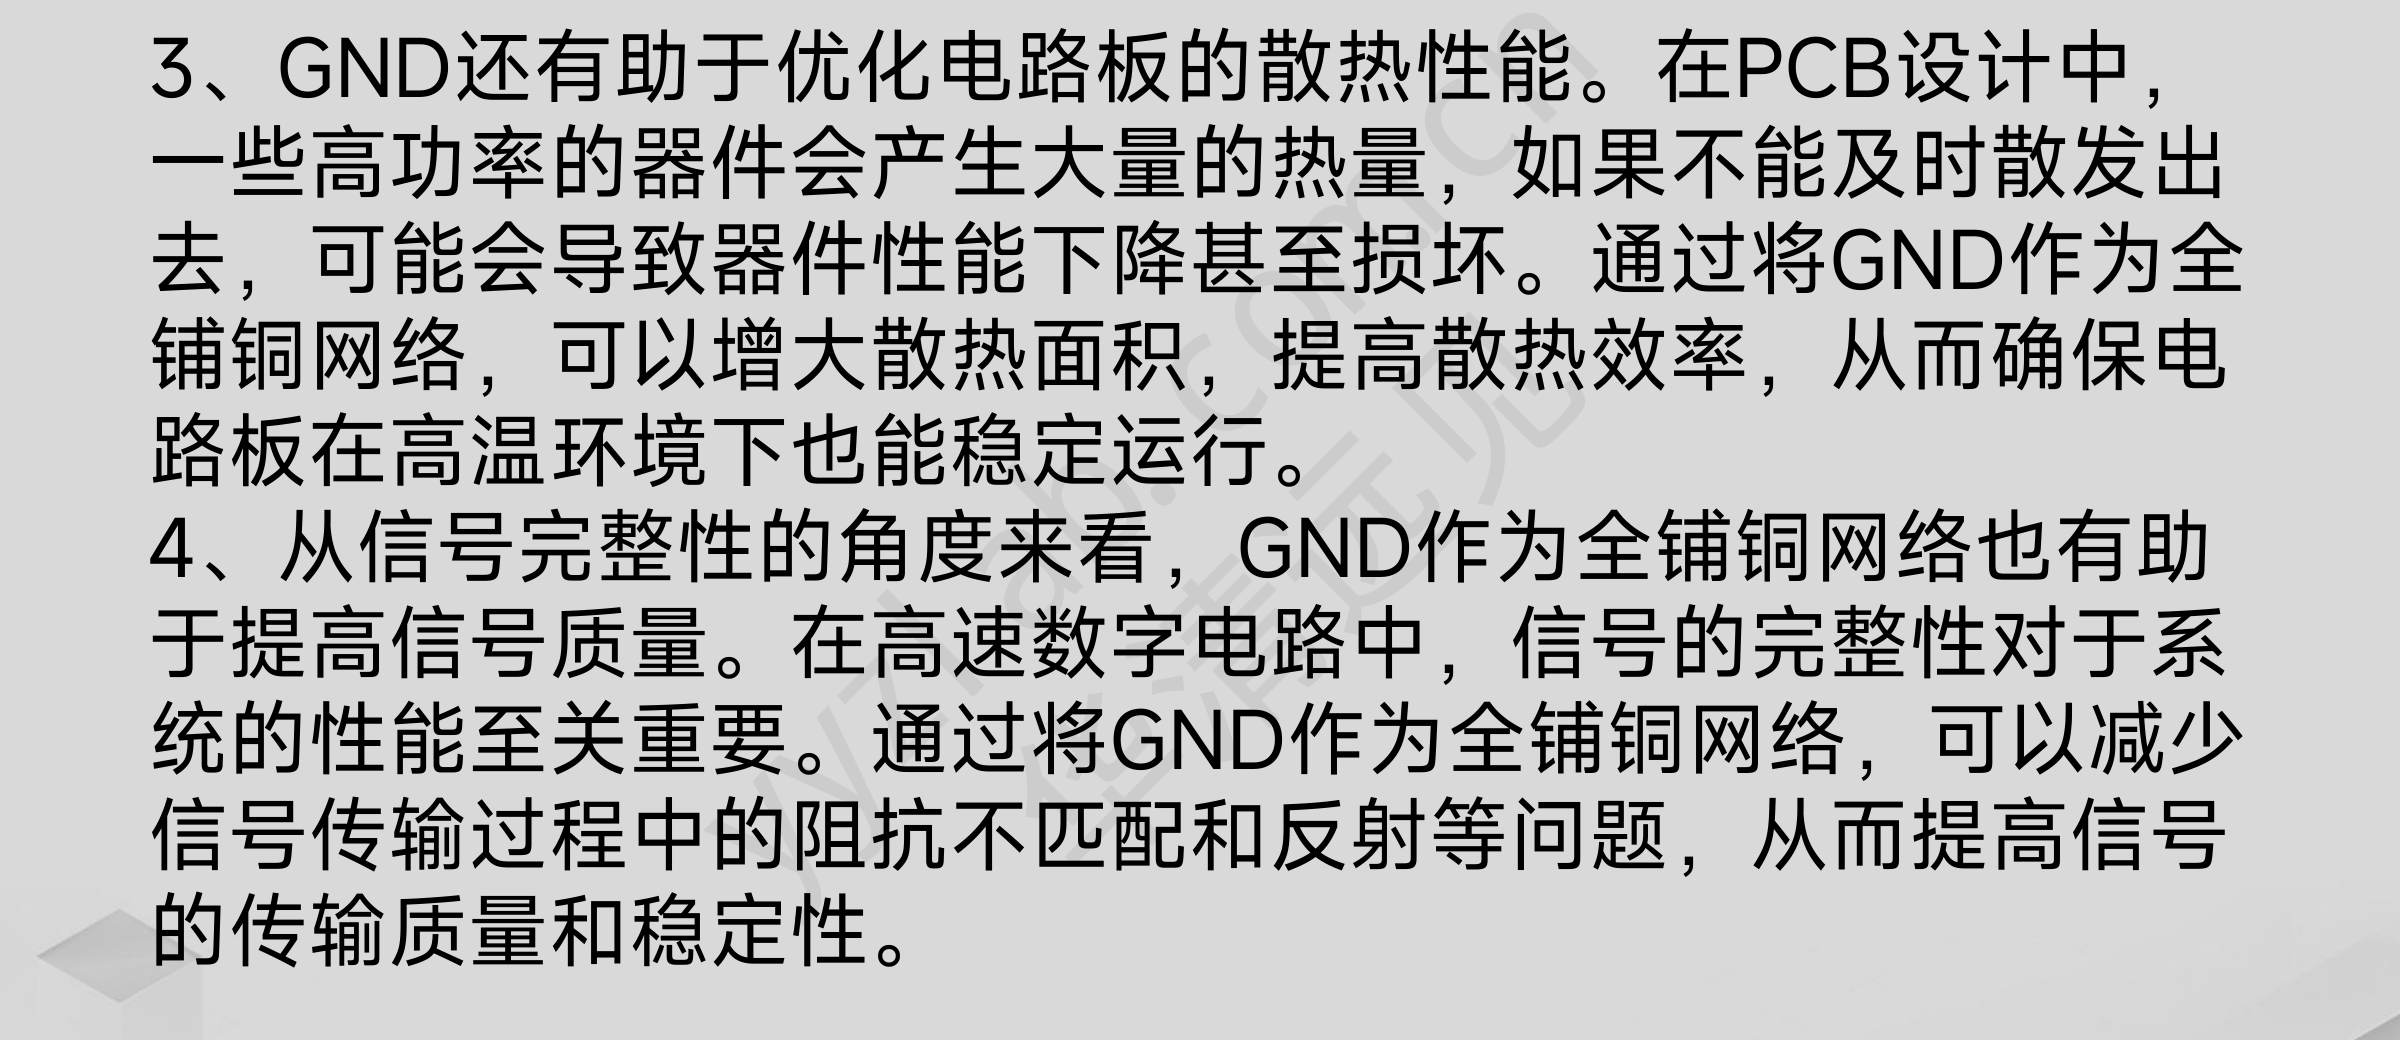 3、GND还有助于优化电路板的散热性能。在PCB设计中，
一些高功率的器件会产生大量的热量，如果不能及时散发出
去，可能会导致器件性能下降甚至损坏。通过将GND作为全
铺铜网络，可以增大散热面积，提高散热效率，从而确保电
路板在高温环境下也能稳定运行。
4、从信号完整性的角度来看，GND作为全铺铜网络也有助
于提高信号质量。在高速数字电路中，信号的完整性对于系
统的性能至关重要。通过将GND作为全铺铜网络，可以减少
信号传输过程中的阻抗不匹配和反射等问题，从而提高信号
的传输质量和稳定性。
华清远见